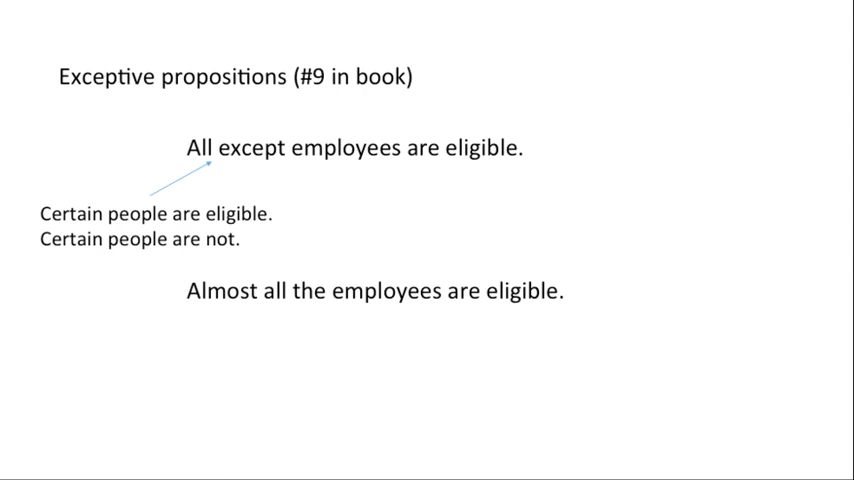 Exceptive propositions (#9 in book)
All except employees are eligible.
Certain people are eligible.
Certain people are not.
Almost all the employees are eligible.